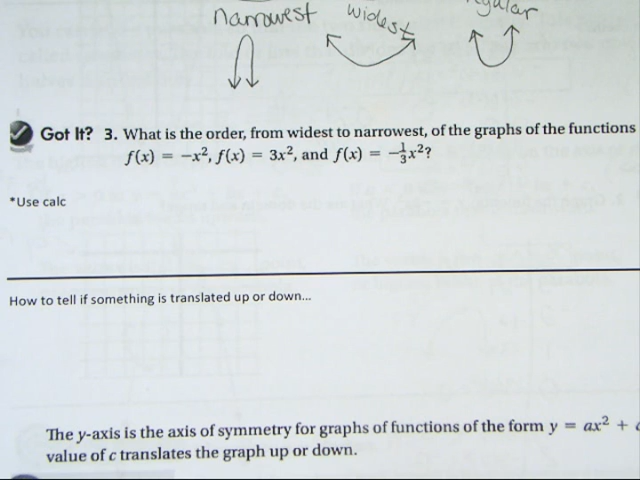 narrowest widest
Got It? 3. What is the order, from widest to narrowest, of the graphs of the functions
f(x) = −x², f(x) = 3x², and f(x) = −1/3x²?
*Use calc
How to tell if something is translated up or down...
The y-axis is the axis of symmetry for graphs of functions of the form y = ax² +
value of c translates the graph up or down.